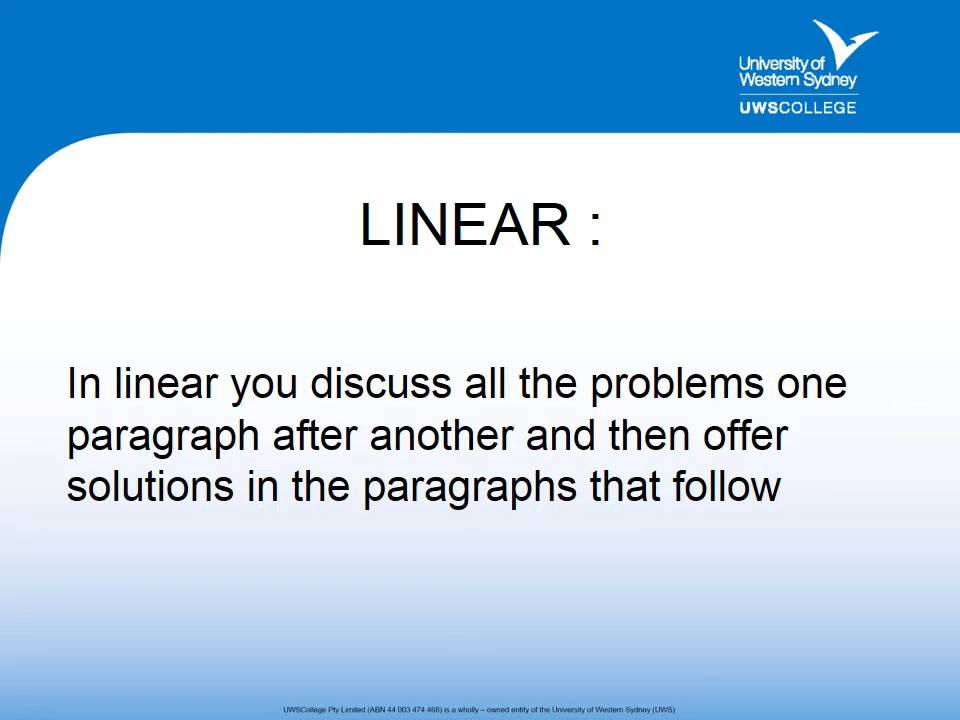 University of
Western Sydney
UWSCOLLEGE
LINEAR :
In linear you discuss all the problems one
paragraph after another and then offer
solutions in the paragraphs that follow
UWSCollege Pty Limited (ABN 44 003 474 468) is a wholly – owned entity of the University of Western Sydney (UWS)